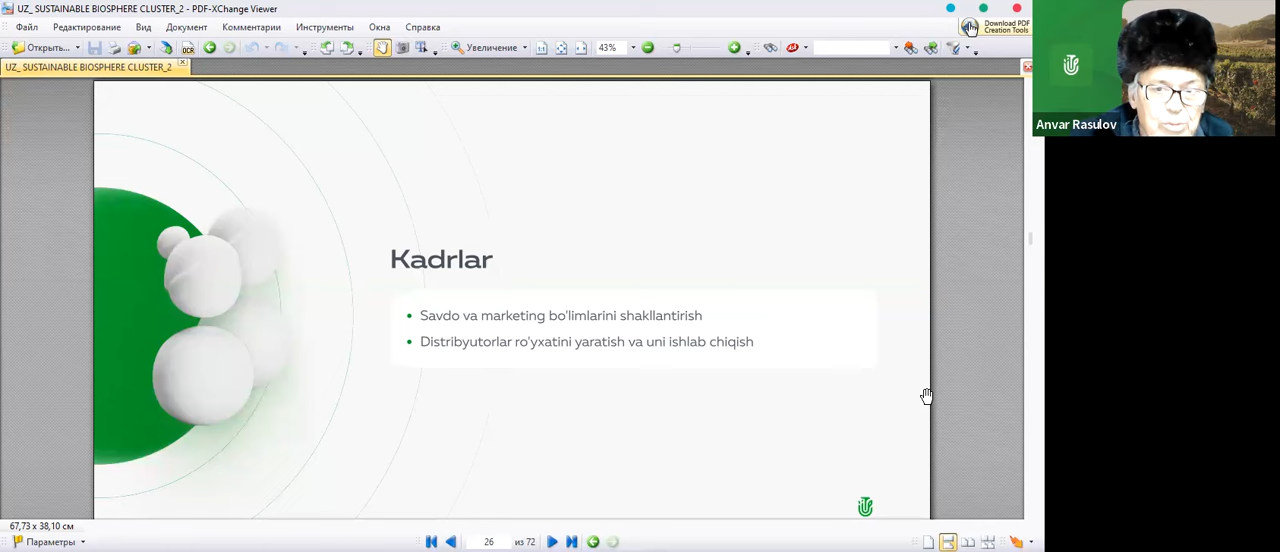 UZ_ SUSTAINABLE BIOSPHERE CLUSTER_2 - PDF-XChange Viewer
Файл Редактирование Вид Документ Комментарии Инструменты Окна Справка
Download PDF
Creation Tools
Открыть... OCR Увеличение 43%
UZ_ SUSTAINABLE BIOSPHERE CLUSTER_2
Anvar Rasulov
Kadrlar
• Savdo va marketing bo'limlarini shakllantirish
• Distribyutorlar ro'yxatini yaratish va uni ishlab chiqish
67,73 x 38,10 см
Параметры 26 из 72